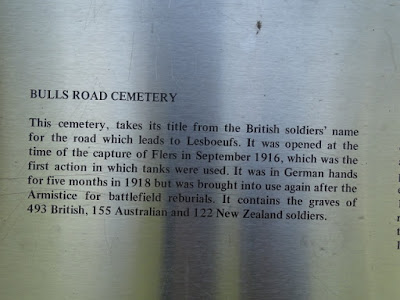 BULLS ROAD CEMETERY
This cemetery, takes its title from the British soldiers' name
for the road which leads to Lesboeufs. It was opened at the
time of the capture of Flers in September 1916, which was the
first action in which tanks were used. It was in German hands
for five months in 1918 but was brought into use again after the
Armistice for battlefield reburials. It contains the graves of
493 British, 155 Australian and 122 New Zealand soldiers.